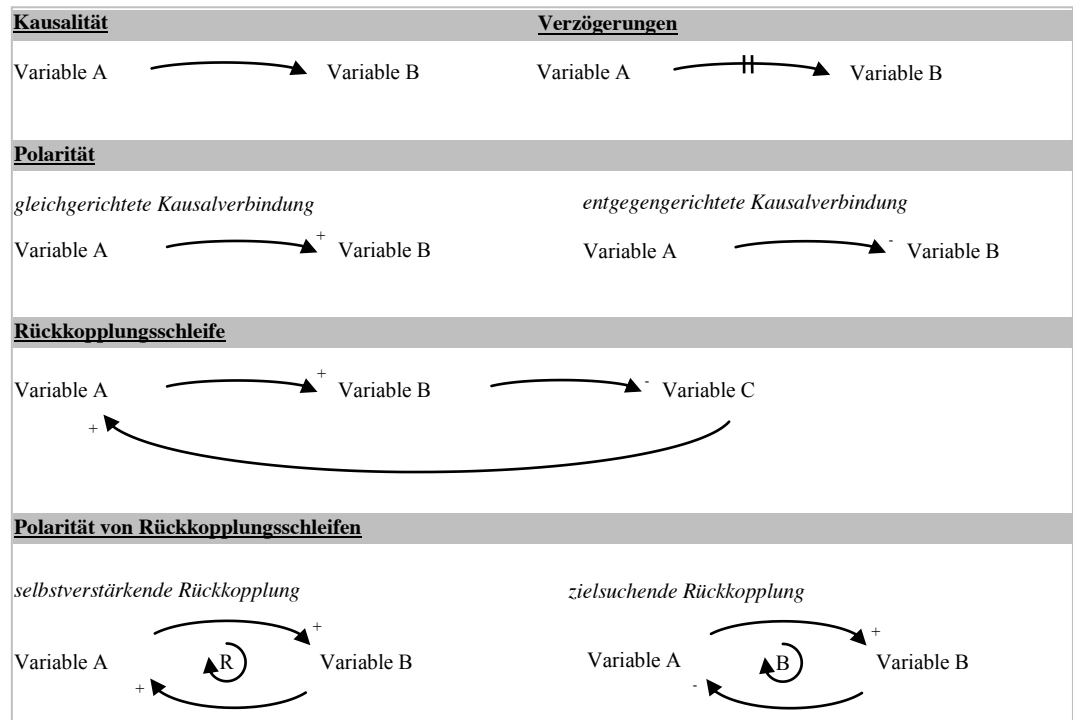 Kausalität Verzögerungen
Variable A Variable B Variable A Variable B
Polarität
gleichgerichtete Kausalverbindung entgegengerichtete Kausalverbindung
Variable A + Variable B Variable A - Variable B
Rückkopplungsschleife
Variable A + Variable B - Variable C
+
Polarität von Rückkopplungsschleifen
selbstverstärkende Rückkopplung zielsuchende Rückkopplung
+ +
Variable A R Variable B Variable A B Variable B
+ -